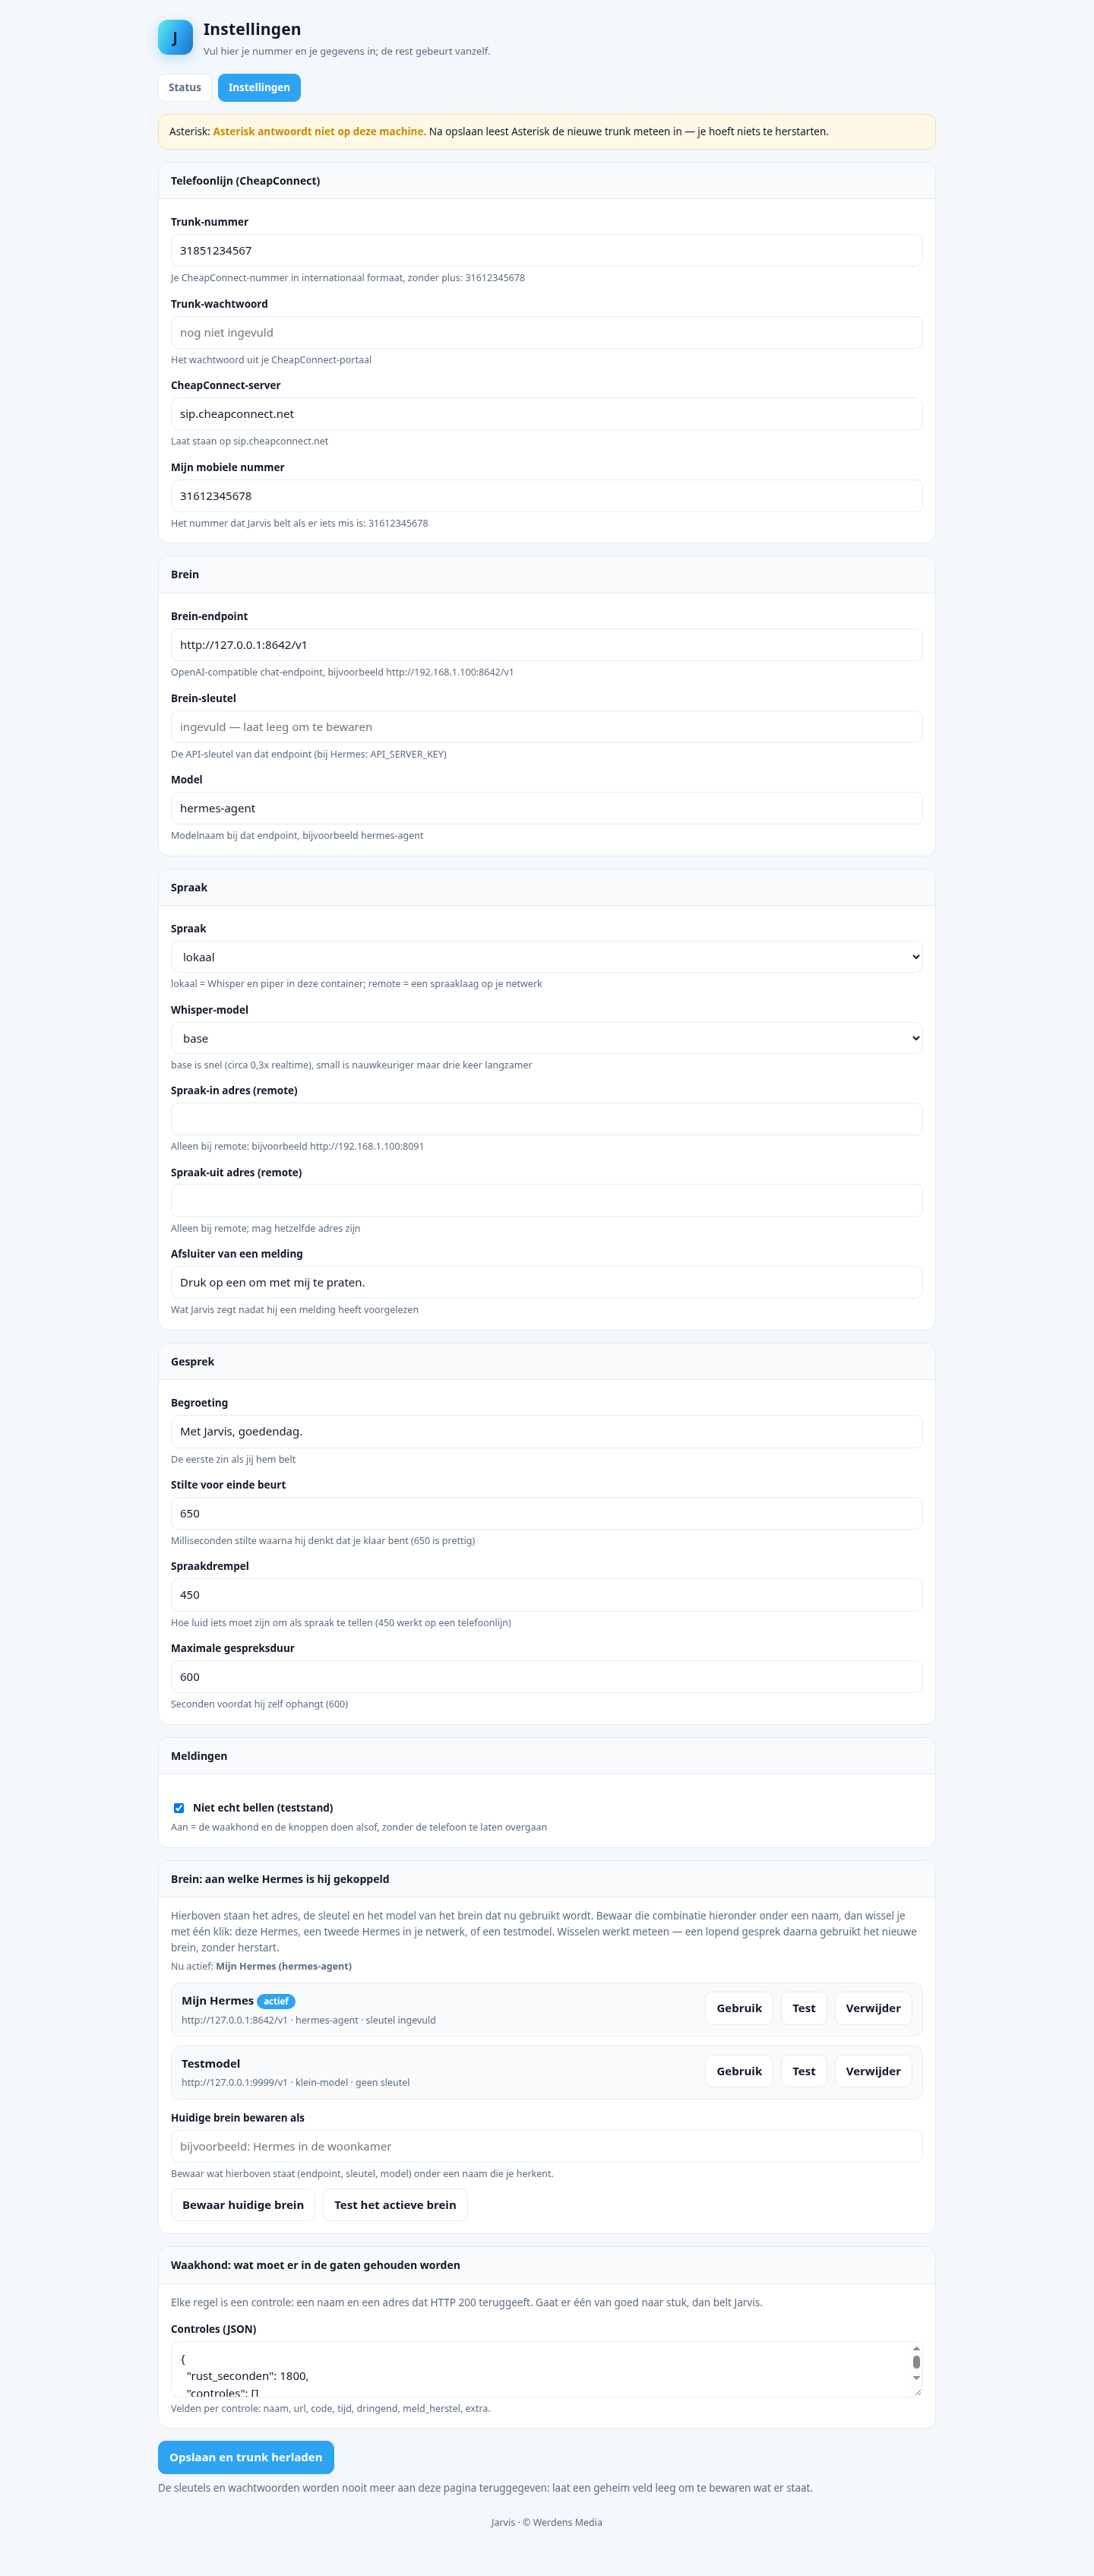 J
Instellingen
Vul hier je nummer en je gegevens in; de rest gebeurt vanzelf.
Status
Instellingen
Asterisk: Asterisk antwoordt niet op deze machine. Na opslaan leest Asterisk de nieuwe trunk meteen in — je hoeft niets te herstarten.
Telefoonlijn (CheapConnect)
Trunk-nummer
31851234567
Je CheapConnect-nummer in internationaal formaat, zonder plus: 31612345678
Trunk-wachtwoord
nog niet ingevuld
Het wachtwoord uit je CheapConnect-portaal
CheapConnect-server
sip.cheapconnect.net
Laat staan op sip.cheapconnect.net
Mijn mobiele nummer
31612345678
Het nummer dat Jarvis belt als er iets mis is: 31612345678
Brein
Brein-endpoint
http://127.0.0.1:8642/v1
OpenAI-compatible chat-endpoint, bijvoorbeeld http://192.168.1.100:8642/v1
Brein-sleutel
ingevuld — laat leeg om te bewaren
De API-sleutel van dat endpoint (bij Hermes: API_SERVER_KEY)
Model
hermes-agent
Modelnaam bij dat endpoint, bijvoorbeeld hermes-agent
Spraak
Spraak
lokaal
lokaal = Whisper en piper in deze container; remote = een spraaklaag op je netwerk
Whisper-model
base
base is snel (circa 0,3x realtime), small is nauwkeuriger maar drie keer langzamer
Spraak-in adres (remote)
Alleen bij remote: bijvoorbeeld http://192.168.1.100:8091
Spraak-uit adres (remote)
Alleen bij remote; mag hetzelfde adres zijn
Afsluiter van een melding
Druk op een om met mij te praten.
Wat Jarvis zegt nadat hij een melding heeft voorgelezen
Gesprek
Begroeting
Met Jarvis, goedendag.
De eerste zin als jij hem belt
Stilte voor einde beurt
650
Milliseconden stilte waarna hij denkt dat je klaar bent (650 is prettig)
Spraakdrempel
450
Hoe luid iets moet zijn om als spraak te tellen (450 werkt op een telefoonlijn)
Maximale gespreksduur
600
Seconden voordat hij zelf ophangt (600)
Meldingen
Niet echt bellen (teststand)
Aan = de waakhond en de knoppen doen alsof, zonder de telefoon te laten overgaan
Brein: aan welke Hermes is hij gekoppeld
Hierboven staan het adres, de sleutel en het model van het brein dat nu gebruikt wordt. Bewaar die combinatie hieronder onder een naam, dan wissel je
met één klik: deze Hermes, een tweede Hermes in je netwerk, of een testmodel. Wisselen werkt meteen — een lopend gesprek daarna gebruikt het nieuwe
brein, zonder herstart.
Nu actief: Mijn Hermes (hermes-agent)
Mijn Hermes actief
http://127.0.0.1:8642/v1 · hermes-agent · sleutel ingevuld
Gebruik
Test
Verwijder
Testmodel
http://127.0.0.1:9999/v1 · klein-model · geen sleutel
Gebruik
Test
Verwijder
Huidige brein bewaren als
bijvoorbeeld: Hermes in de woonkamer
Bewaar wat hierboven staat (endpoint, sleutel, model) onder een naam die je herkent.
Bewaar huidige brein
Test het actieve brein
Waakhond: wat moet er in de gaten gehouden worden
Elke regel is een controle: een naam en een adres dat HTTP 200 teruggeeft. Gaat er één van goed naar stuk, dan belt Jarvis.
Controles (JSON)
{
"rust_seconden": 1800,
"controles": []
Velden per controle: naam, url, code, tijd, dringend, meld_herstel, extra.
Opslaan en trunk herladen
De sleutels en wachtwoorden worden nooit meer aan deze pagina teruggegeven: laat een geheim veld leeg om te bewaren wat er staat.
Jarvis · © Werdens Media